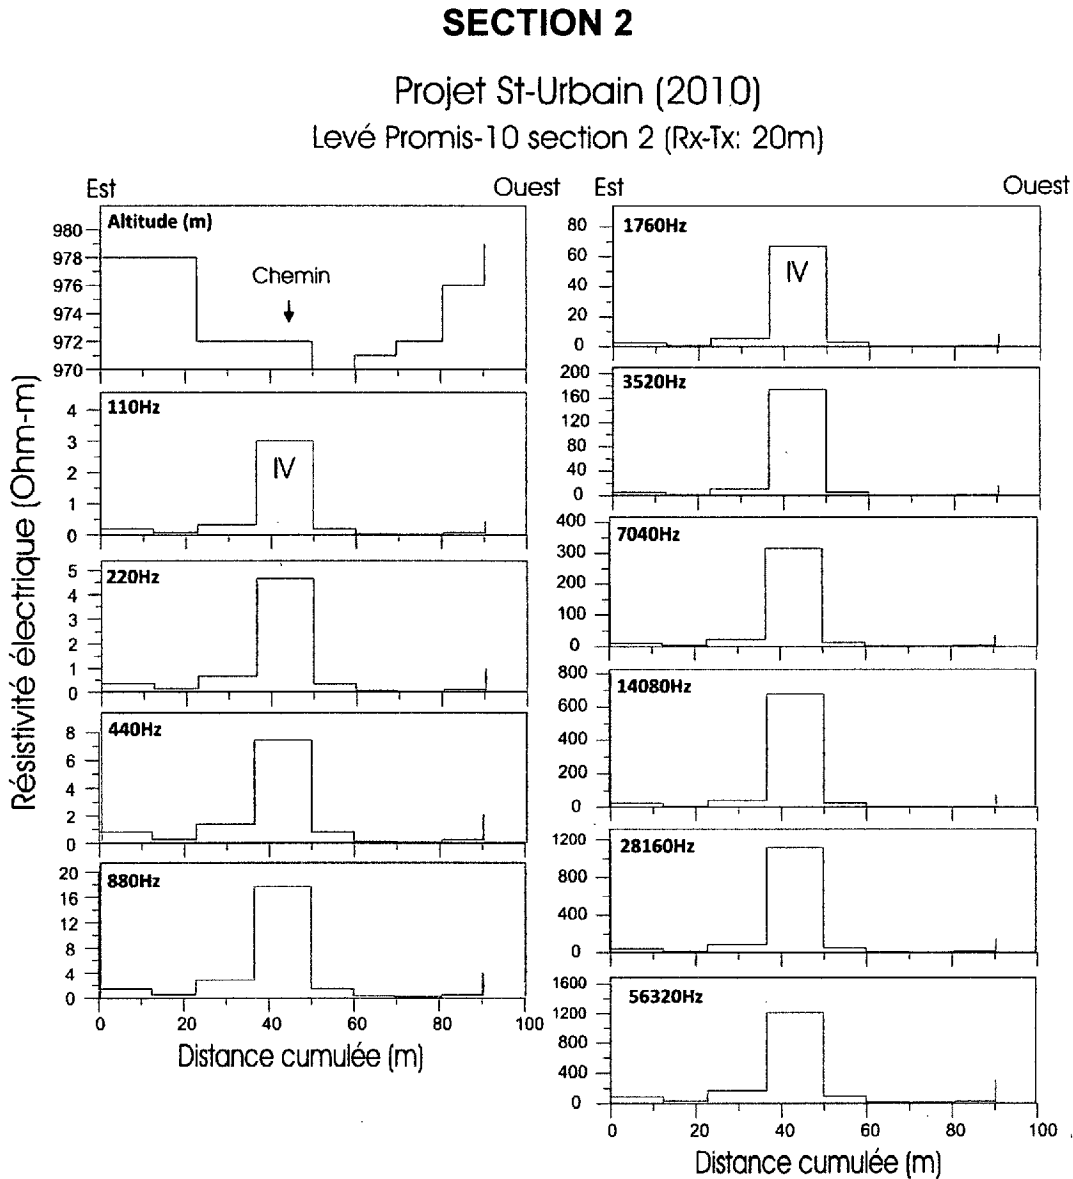 SECTION 2
Projet St-Urbain (2010)
Levé Promis-10 section 2 (Rx-Tx: 20m)
Est
Ouest
Résistivité électrique (Ohm-m)
Altitude (m)
980
978
976
974
972
970
Chemin
110Hz
4
3
2
1
0
IV
220Hz
5
4
3
2
1
0
440Hz
8
6
4
2
0
880Hz
20
16
12
8
4
0
0
20
40
60
80
100
Distance cumulée (m)
Est
Ouest
1760Hz
80
60
40
20
0
IV
3520Hz
200
160
120
80
40
0
7040Hz
400
300
200
100
0
14080Hz
800
600
400
200
0
28160Hz
1200
800
400
0
56320Hz
1600
1200
800
400
0
0
20
40
60
80
100
Distance cumulée (m)